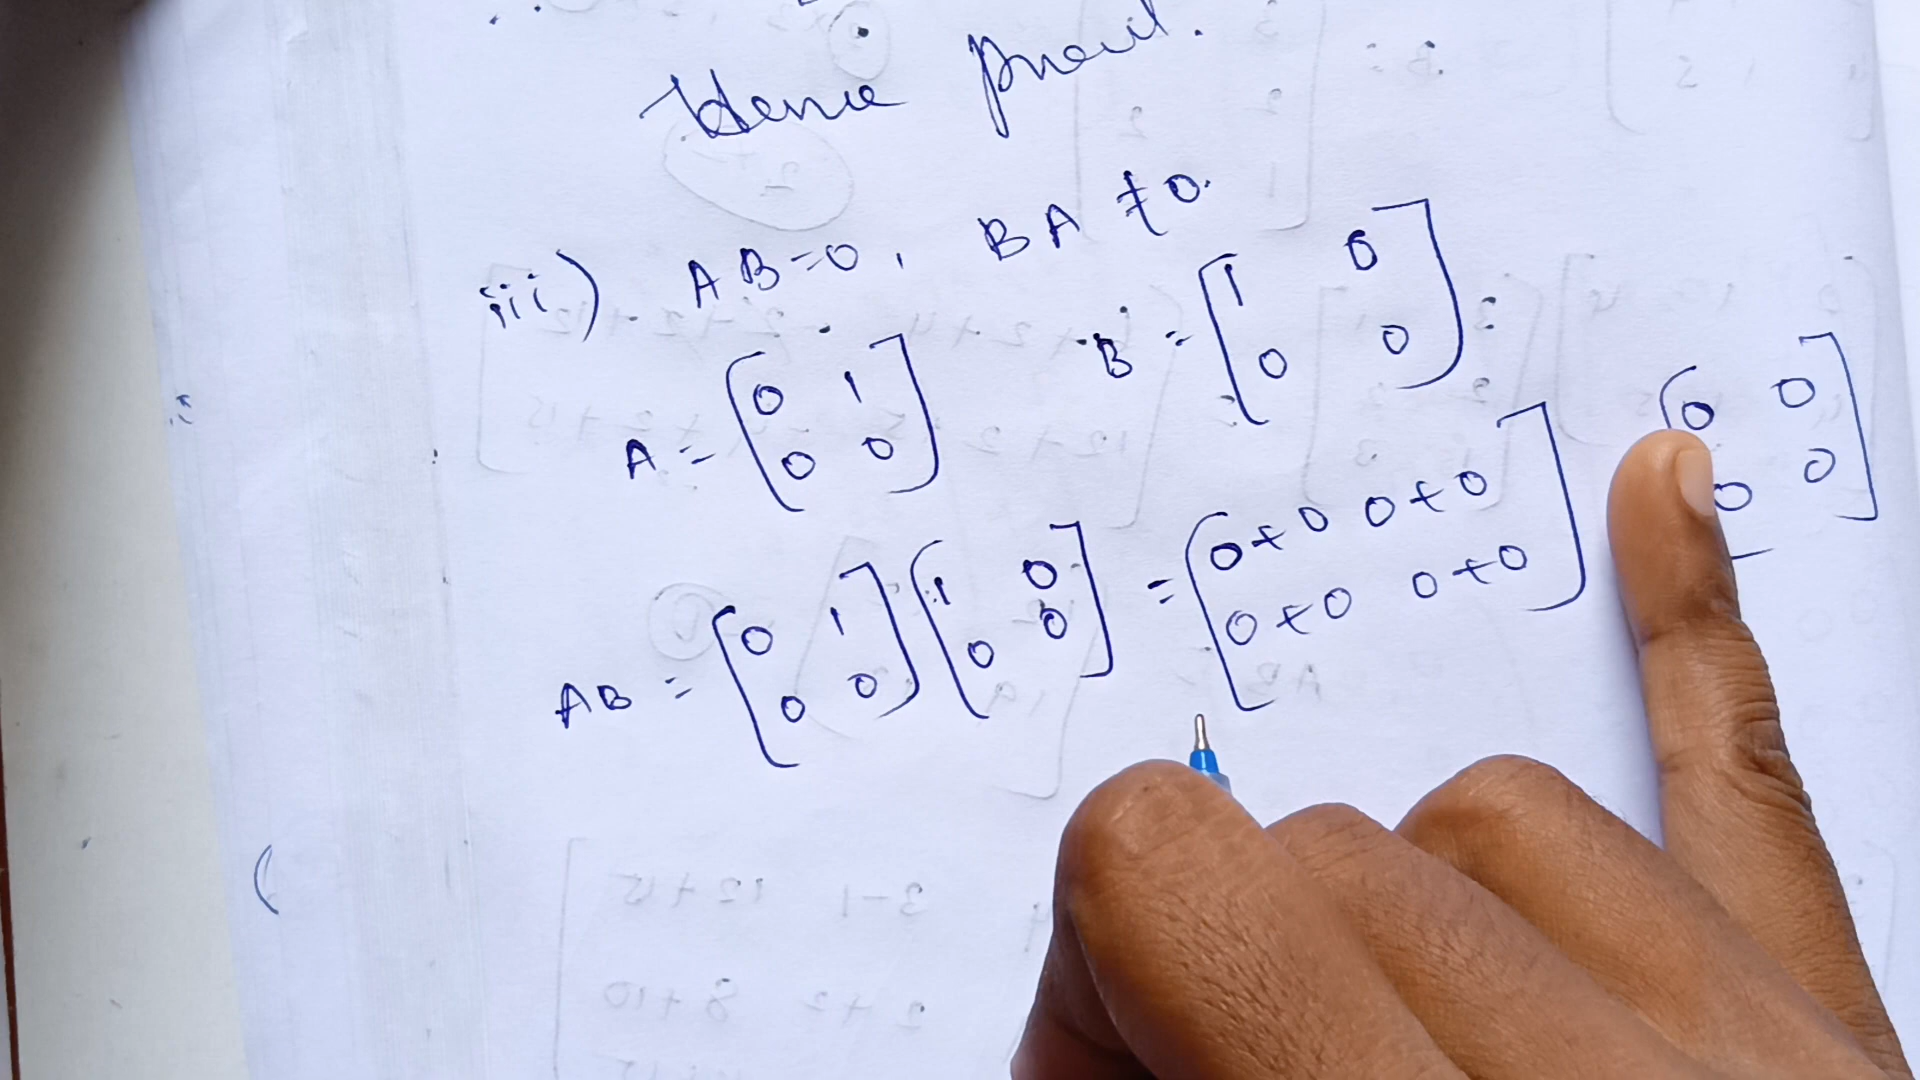 Hence proved.
iii) AB=0, BA ≠ 0.
A = [0 1
0 0] B = [1 0
0 0]
AB = [0 1
0 0] [1 0
0 0] = [0+0 0+0
0+0 0+0] [0 0
0 0]